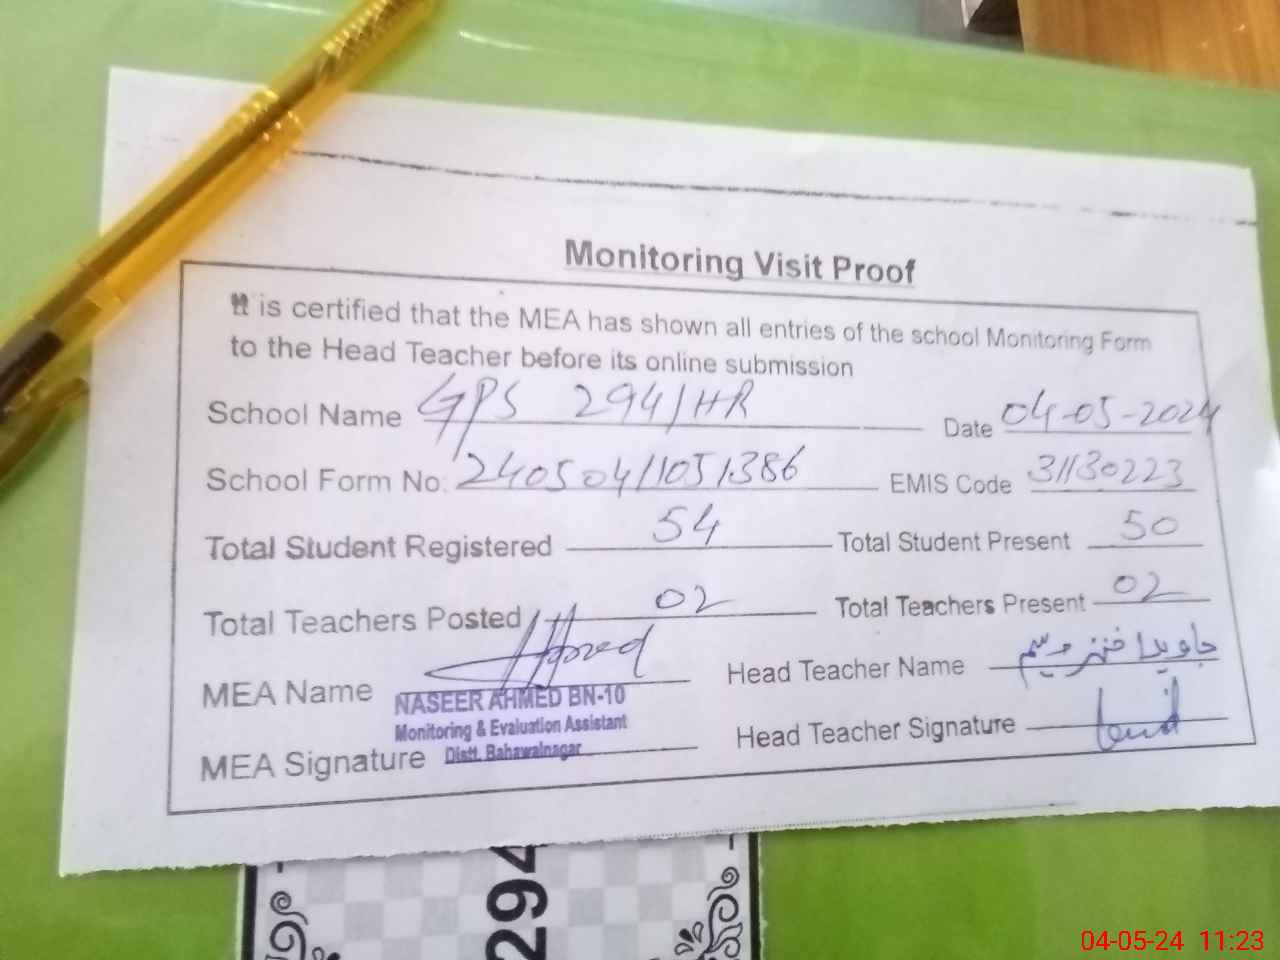 Monitoring Visit Proof
It is certified that the MEA has shown all entries of the school Monitoring Form
to the Head Teacher before its online submission
School Name GPS 294/HR Date 04-05-2024
School Form No: 240504/1051386 EMIS Code 31130223
Total Student Registered 54 Total Student Present 50
Total Teachers Posted 02 Total Teachers Present 02
MEA Name Head Teacher Name جاوید
NASEER AHMED BN-10
Monitoring & Evaluation Assistant
MEA Signature Distt. Bahawalnagar Head Teacher Signature
294
04-05-24 11:23